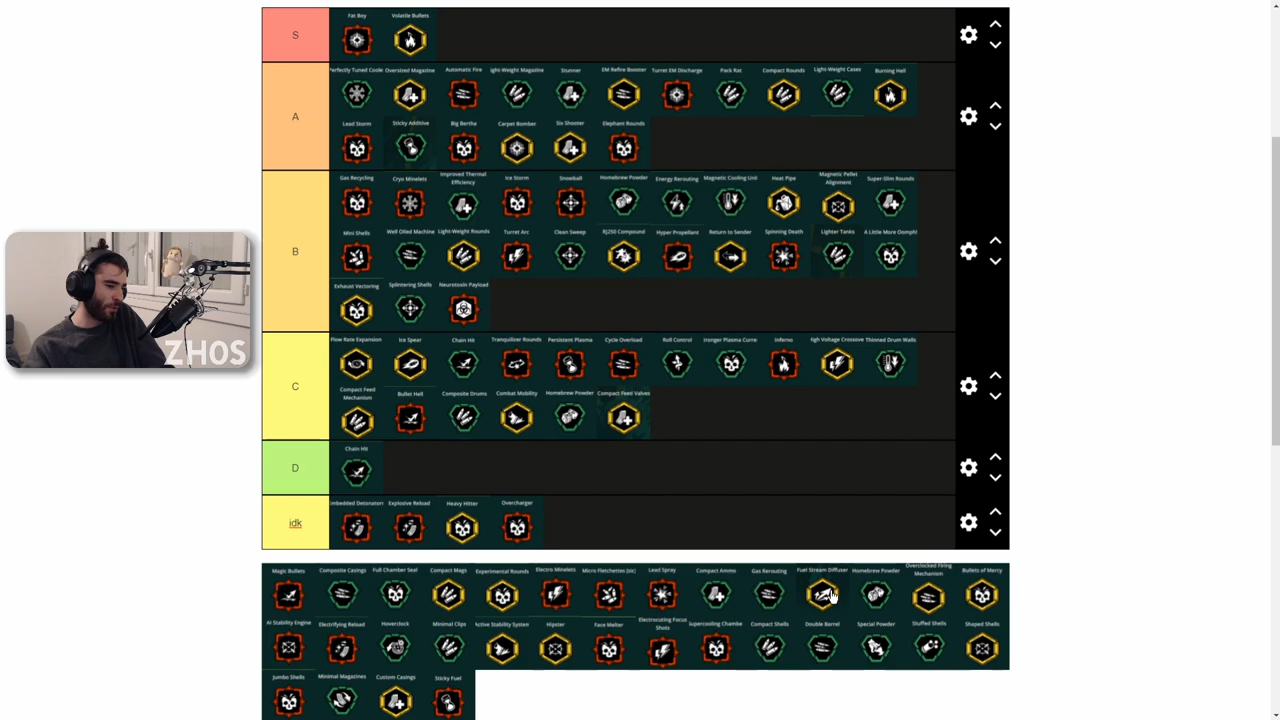 S
Fat Boy Volatile Bullets
A
Perfectly Tuned Coole Oversized Magazine Automatic Fire ight-Weight Magazine Stunner EM Refire Booster Turret EM Discharge Pack Rat Compact Rounds Light-Weight Cases Burning Hell
Lead Storm Sticky Additive Big Bertha Carpet Bomber Six Shooter Elephant Rounds
B
Gas Recycling Cryo Minelets Improved Thermal Efficiency Ice Storm Snowball Homebrew Powder Energy Rerouting Magnetic Cooling Unit Heat Pipe Magnetic Pellet Alignment Super-Slim Rounds
Mini Shells Well Oiled Machine Light-Weight Rounds Turret Arc Clean Sweep RJ250 Compound Hyper Propellant Return to Sender Spinning Death Lighter Tanks A Little More Oomph!
Exhaust Vectoring Splintering Shells Neurotoxin Payload
C
Flow Rate Expansion Ice Spear Chain Hit Tranquilizer Rounds Persistent Plasma Cycle Overload Roll Control tronger Plasma Curre Inferno High Voltage Crossove Thinned Drum Walls
Compact Feed Mechanism Bullet Hell Composite Drums Combat Mobility Homebrew Powder Compact Feed Valves
D
Chain Hit
idk
Embedded Detonators Explosive Reload Heavy Hitter Overcharger
ZHOS
Magic Bullets Composite Casings Full Chamber Seal Compact Mags Experimental Rounds Electro Minelets Micro Fletchettes [sic] Lead Spray Compact Ammo Gas Rerouting Fuel Stream Diffuser Homebrew Powder Overclocked Firing Mechanism Bullets of Mercy
AI Stability Engine Electrifying Reload Hoverclock Minimal Clips Active Stability System Hipster Face Melter Electrocuting Focus Shots Supercooling Chambe Compact Shells Double Barrel Special Powder Stuffed Shells Shaped Shells
Jumbo Shells Minimal Magazines Custom Casings Sticky Fuel